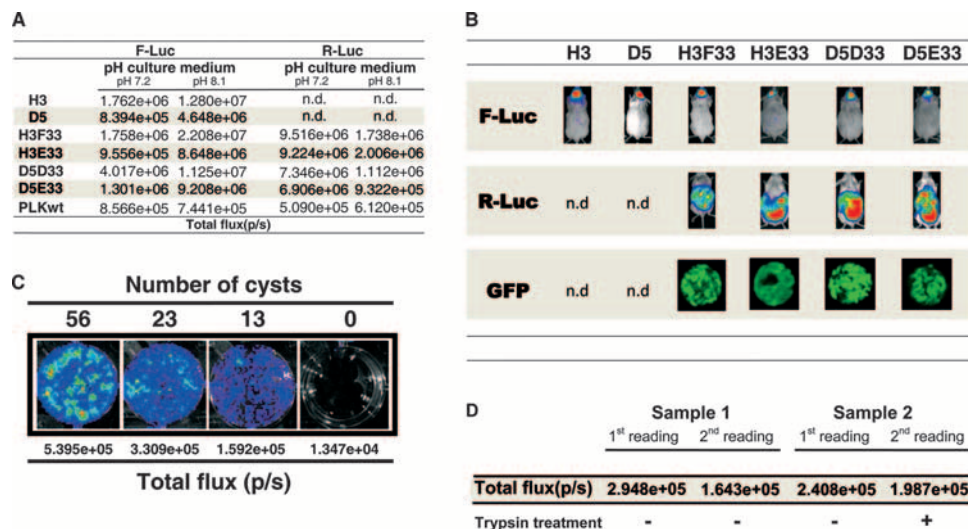 A
F-Luc R-Luc
pH culture medium pH culture medium
pH 7.2 pH 8.1 pH 7.2 pH 8.1
H3 1.762e+06 1.280e+07 n.d. n.d.
D5 8.394e+05 4.648e+06 n.d. n.d.
H3F33 1.758e+06 2.208e+07 9.516e+06 1.738e+06
H3E33 9.556e+05 8.648e+06 9.224e+06 2.006e+06
D5D33 4.017e+06 1.125e+07 7.346e+06 1.112e+06
D5E33 1.301e+06 9.208e+06 6.906e+06 9.322e+05
PLKwt 8.566e+05 7.441e+05 5.090e+05 6.120e+05
Total flux(p/s)
B
H3 D5 H3F33 H3E33 D5D33 D5E33
F-Luc
R-Luc n.d n.d
GFP n.d n.d
C
Number of cysts
56 23 13 0
5.395e+05 3.309e+05 1.592e+05 1.347e+04
Total flux (p/s)
D
Sample 1 Sample 2
1st reading 2nd reading 1st reading 2nd reading
Total flux(p/s) 2.948e+05 1.643e+05 2.408e+05 1.987e+05
Trypsin treatment - - - +